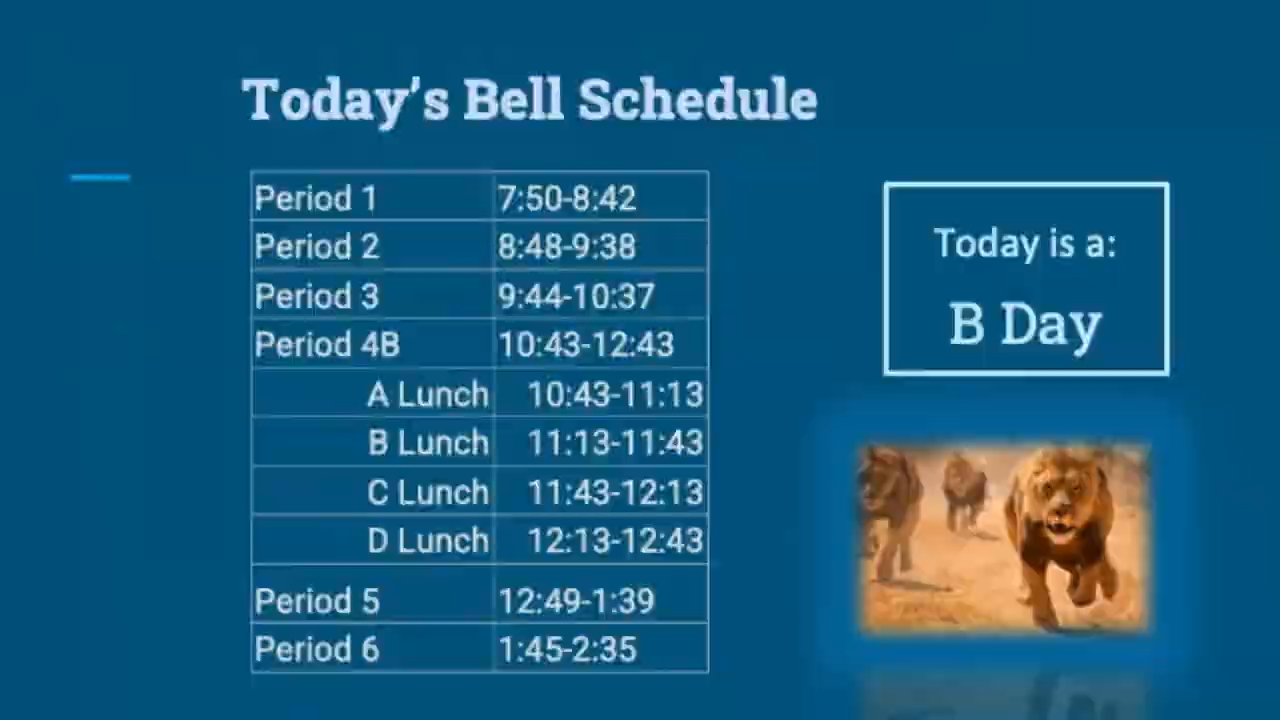 Today's Bell Schedule
Period 1 7:50-8:42
Period 2 8:48-9:38
Period 3 9:44-10:37
Period 4B 10:43-12:43
A Lunch 10:43-11:13
B Lunch 11:13-11:43
C Lunch 11:43-12:13
D Lunch 12:13-12:43
Period 5 12:49-1:39
Period 6 1:45-2:35
Today is a:
B Day